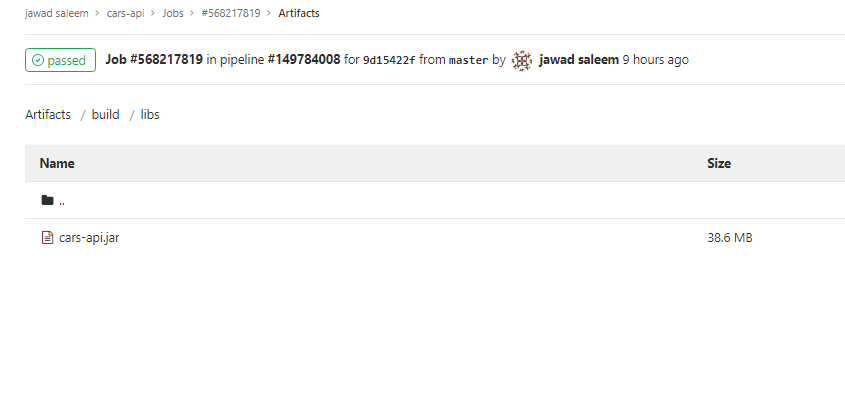 jawad saleem > cars-api > Jobs > #568217819 > Artifacts
passed Job #568217819 in pipeline #149784008 for 9d15422f from master by jawad saleem 9 hours ago
Artifacts / build / libs
Name Size
..
cars-api.jar 38.6 MB